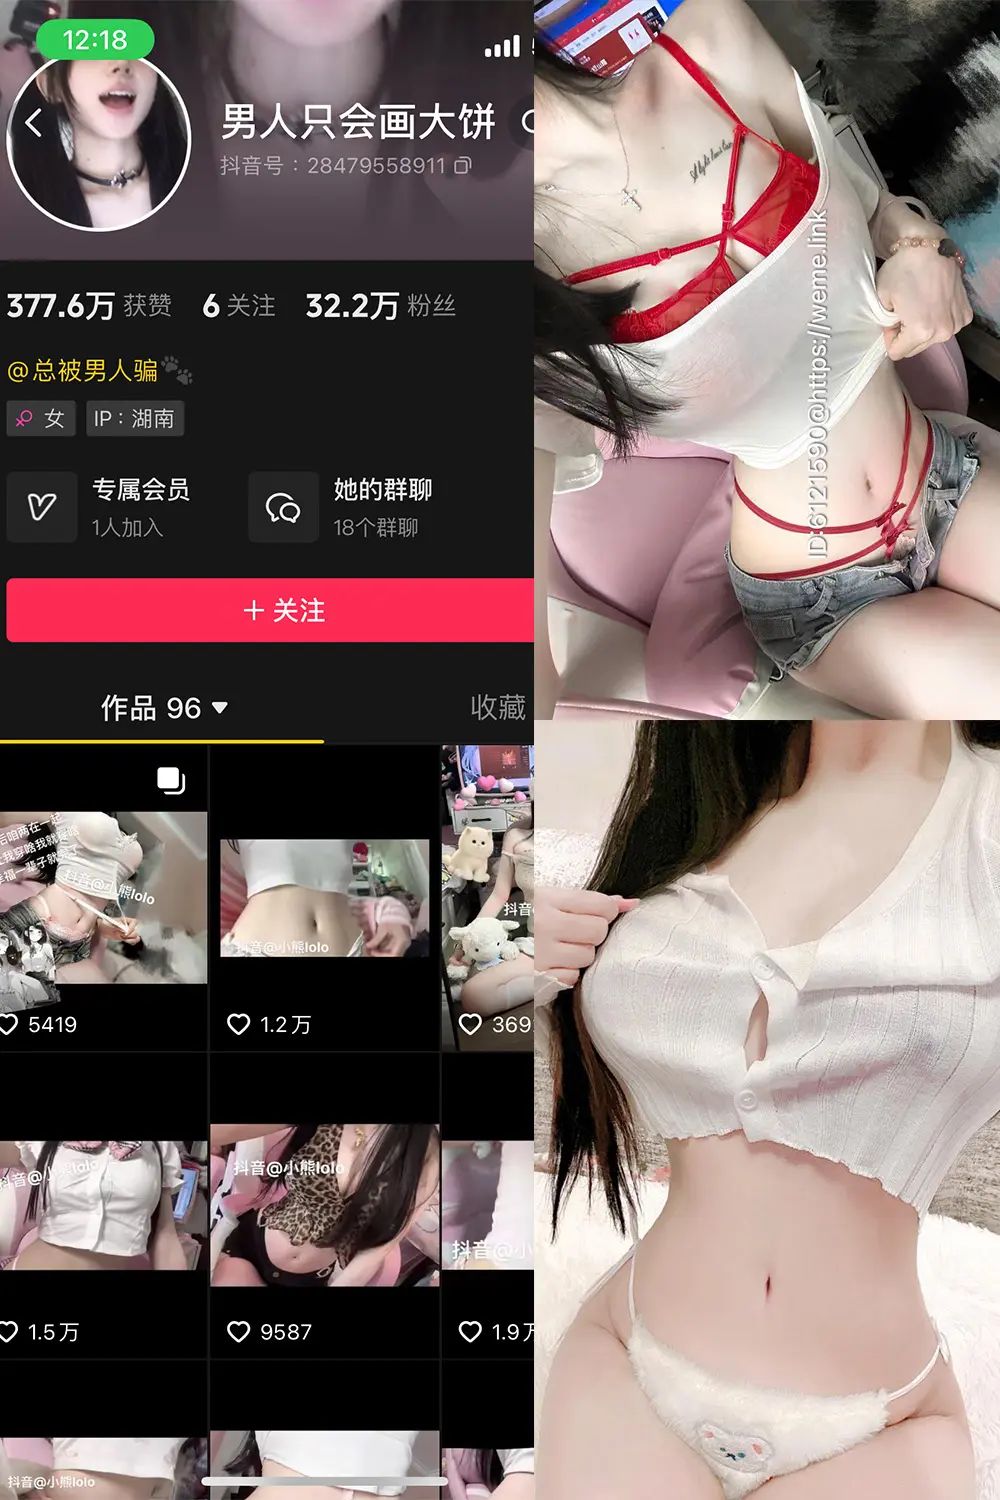 12:18
男人只会画大饼
抖音号：28479558911
377.6万 获赞 6 关注 32.2万 粉丝
@总被男人骗🐾
女 IP：湖南
专属会员
1人加入
她的群聊
18个群聊
+ 关注
作品 96
收藏
抖音@小熊lolo
5419
抖音@小熊lolo
1.2万
抖音
369
抖音@小熊lolo
1.5万
抖音@小熊lolo
9587
抖音@小
1.9万
抖音@小熊lolo
ID:61121590@https://weme.link